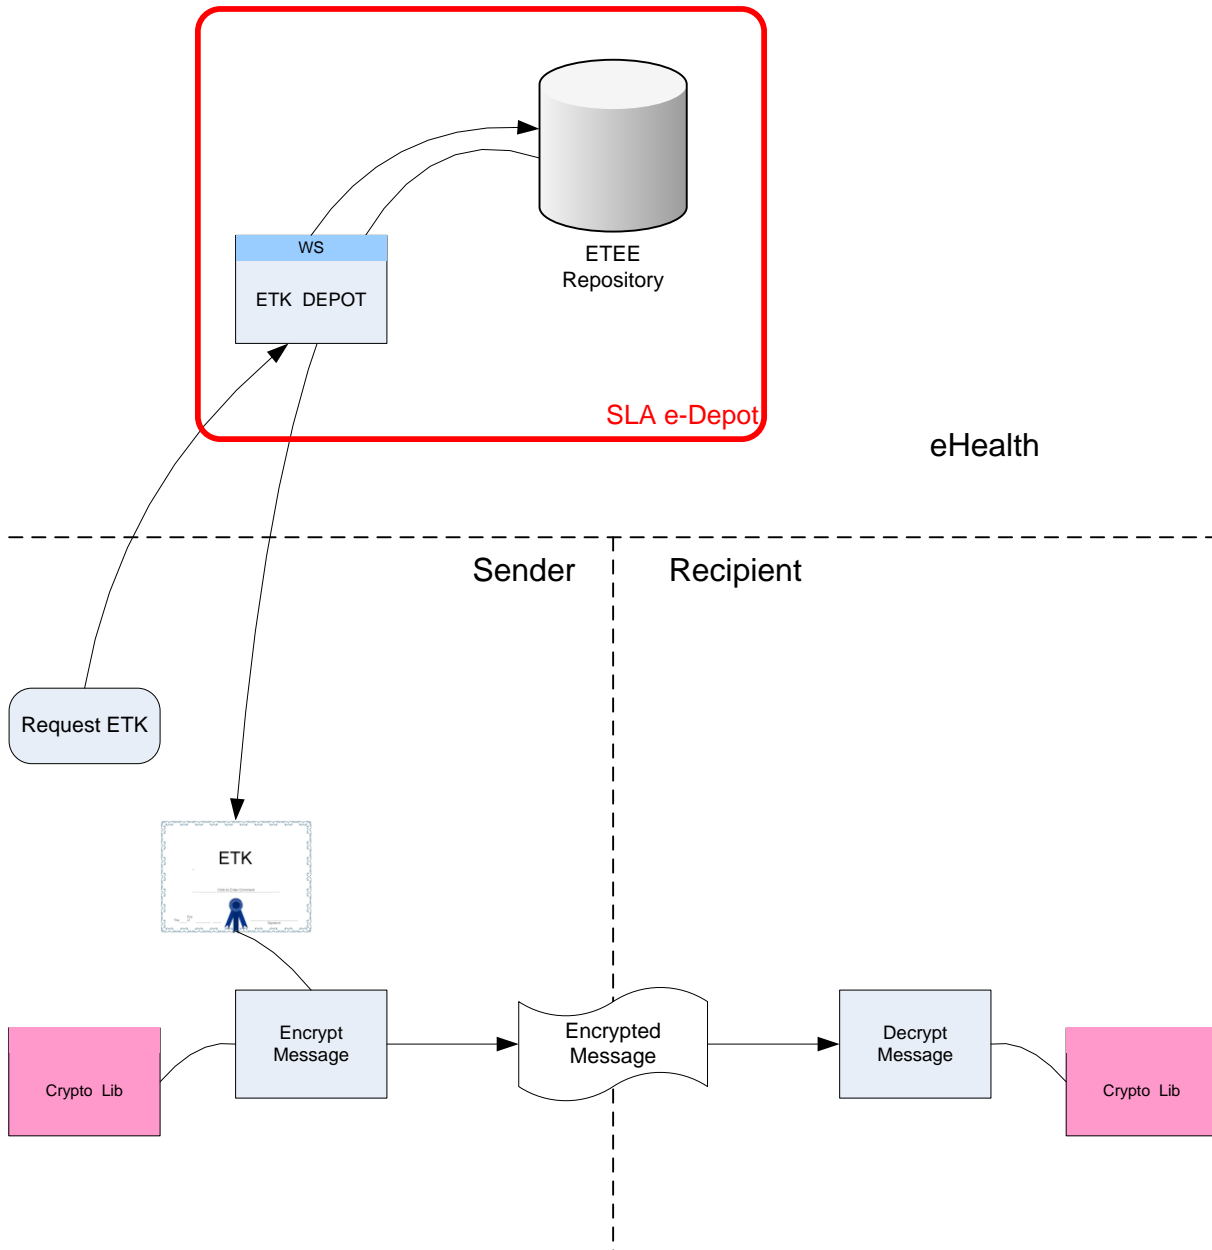 WS
ETK DEPOT
ETEE
Repository
SLA e-Depot
eHealth
Sender
Recipient
Request ETK
ETK
Signature
Encrypt
Message
Encrypted
Message
Decrypt
Message
Crypto Lib
Crypto Lib